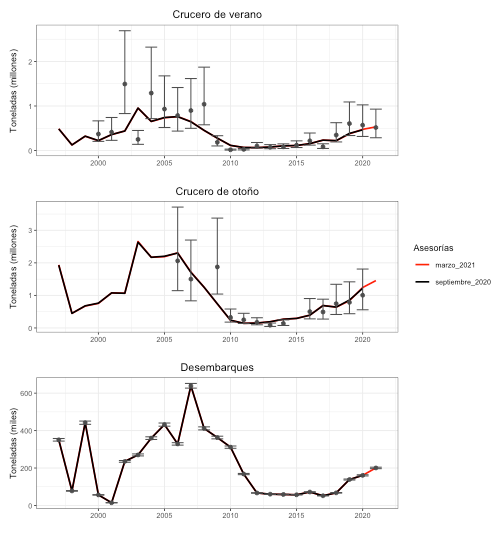 Crucero de verano
Toneladas (millones)
2
1
0
2000
2005
2010
2015
2020
Crucero de otoño
Toneladas (millones)
3
2
1
0
2000
2005
2010
2015
2020
Asesorías
marzo_2021
septiembre_2020
Desembarques
Toneladas (miles)
600
400
200
0
2000
2005
2010
2015
2020